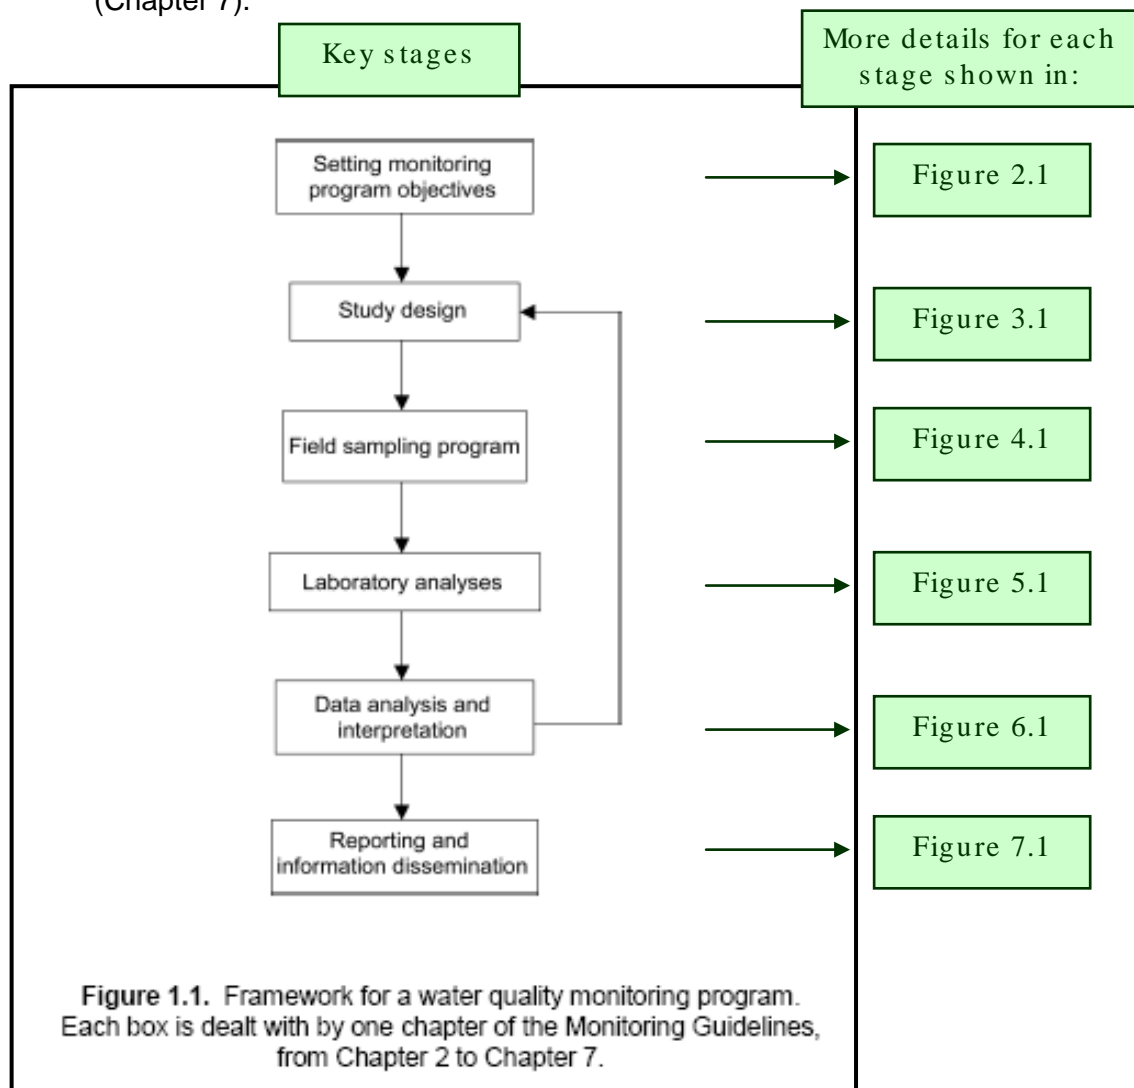 (Chapter 7).
Key stages
More details for each
stage shown in:
Setting monitoring
program objectives
Figure 2.1
Study design
Figure 3.1
Field sampling program
Figure 4.1
Laboratory analyses
Figure 5.1
Data analysis and
interpretation
Figure 6.1
Reporting and
information dissemination
Figure 7.1
Figure 1.1. Framework for a water quality monitoring program.
Each box is dealt with by one chapter of the Monitoring Guidelines,
from Chapter 2 to Chapter 7.